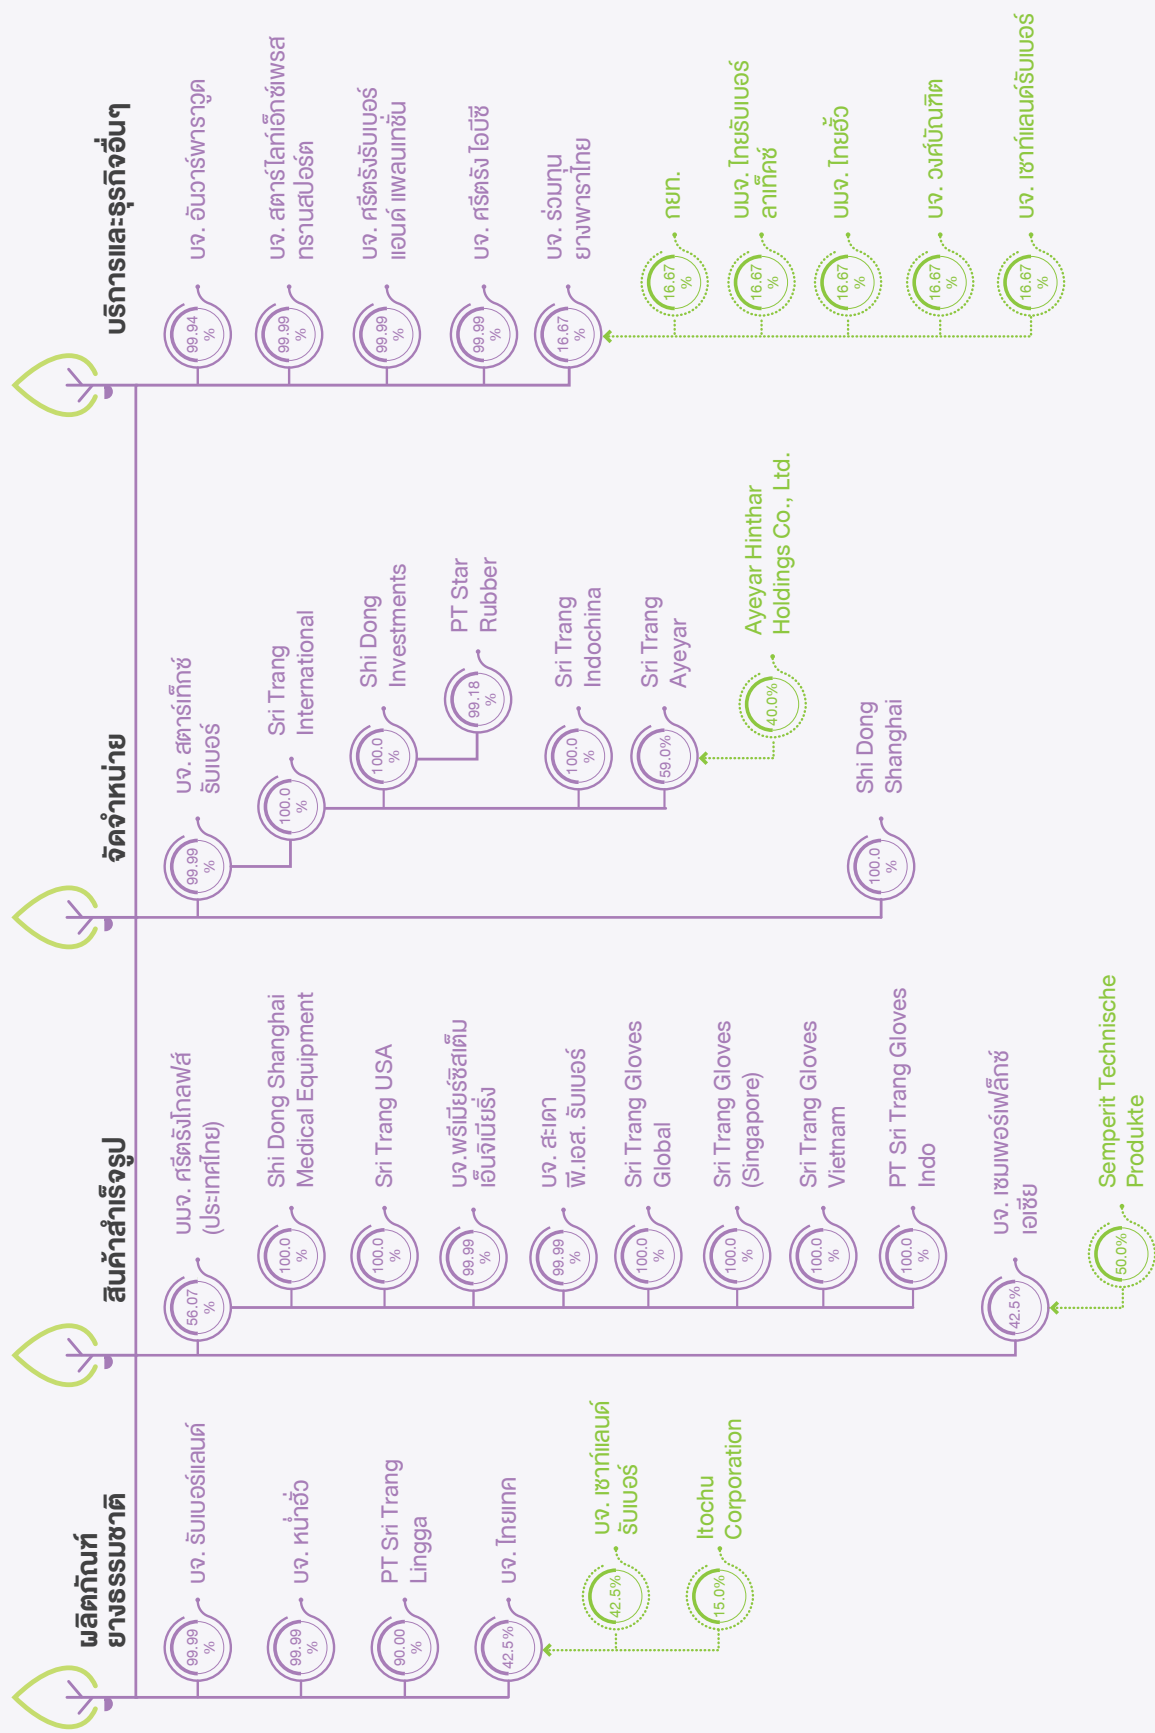 ผลิตภัณฑ์
ยางธรรมชาติ
99.99
%
บจ. รับเบอร์แลนด์
99.99
%
บจ. หน่ำฮั่ว
90.00
%
PT Sri Trang
Lingga
42.5%
บจ. ไทยเทค
42.5%
บจ. เซาท์แลนด์
รับเบอร์
15.0%
Itochu
Corporation
สินค้าสำเร็จรูป
56.07
%
บมจ. ศรีตรังโกลฟส์
(ประเทศไทย)
100.0
%
Shi Dong Shanghai
Medical Equipment
100.0
%
Sri Trang USA
99.99
%
บจ.พรีเมียร์ซิสเต็ม
เอ็นจิเนียริ่ง
99.99
%
บจ. สะเดา
พี.เอส. รับเบอร์
100.0
%
Sri Trang Gloves
Global
100.0
%
Sri Trang Gloves
(Singapore)
100.0
%
Sri Trang Gloves
Vietnam
100.0
%
PT Sri Trang Gloves
Indo
42.5%
บจ. เซมเพอร์เฟล็กซ์
เอเชีย
50.0%
Semperit Technische
Produkte
จัดจำหน่าย
99.99
%
บจ. สตาร์เท็กซ์
รับเบอร์
100.0
%
Sri Trang
International
100.0
%
Shi Dong
Investments
99.18
%
PT Star
Rubber
100.0
%
Sri Trang
Indochina
59.0%
Sri Trang
Ayeyar
40.0%
Ayeyar Hinthar
Holdings Co., Ltd.
100.0
%
Shi Dong
Shanghai
บริการและธุรกิจอื่นๆ
99.94
%
บจ. อันวาร์พาราวูด
99.99
%
บจ. สตาร์ไลท์เอ็กซ์เพรส
ทรานสปอร์ต
99.99
%
บจ. ศรีตรังรับเบอร์
แอนด์ แพลนเทชั่น
99.99
%
บจ. ศรีตรัง ไอบีซี
16.67
%
บจ. ร่วมทุน
ยางพาราไทย
16.67
%
กยท.
16.67
%
บมจ. ไทยรับเบอร์
ลาเท็คซ์
16.67
%
บมจ. ไทยฮั้ว
16.67
%
บจ. วงศ์บัณฑิต
16.67
%
บจ. เซาท์แลนด์รับเบอร์